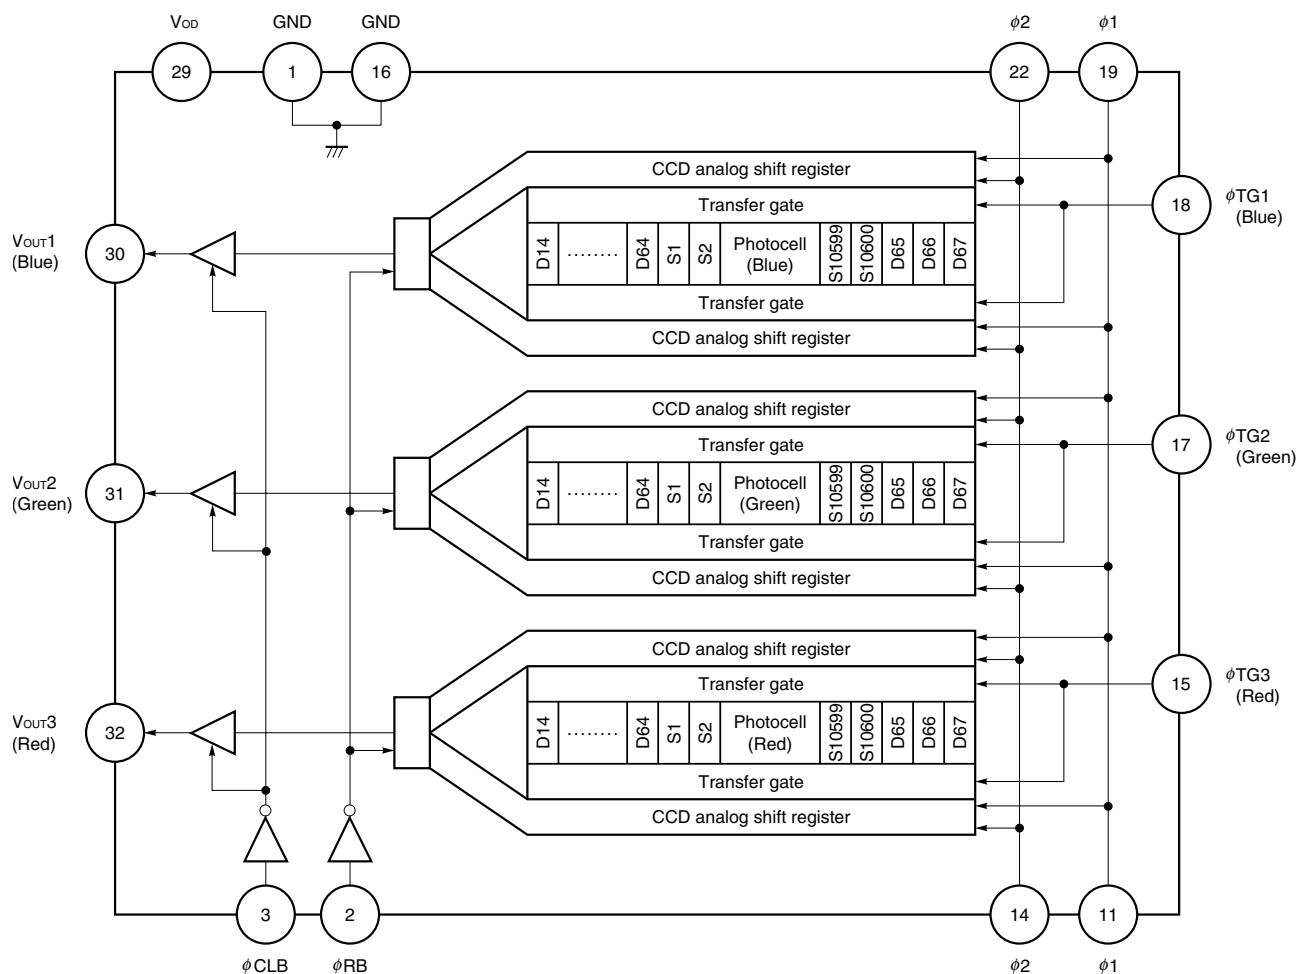 VOD GND GND φ2 φ1
29 1 16 22 19
CCD analog shift register
Transfer gate
18 φTG1
(Blue)
VOUT1
(Blue)
30
D14 ........ D64 S1 S2 Photocell
(Blue) S10599 S10600 D65 D66 D67
Transfer gate
CCD analog shift register
CCD analog shift register
Transfer gate
17 φTG2
(Green)
VOUT2
(Green)
31
D14 ........ D64 S1 S2 Photocell
(Green) S10599 S10600 D65 D66 D67
Transfer gate
CCD analog shift register
CCD analog shift register
Transfer gate
15 φTG3
(Red)
VOUT3
(Red)
32
D14 ........ D64 S1 S2 Photocell
(Red) S10599 S10600 D65 D66 D67
Transfer gate
CCD analog shift register
3 2 14 11
φCLB φRB φ2 φ1